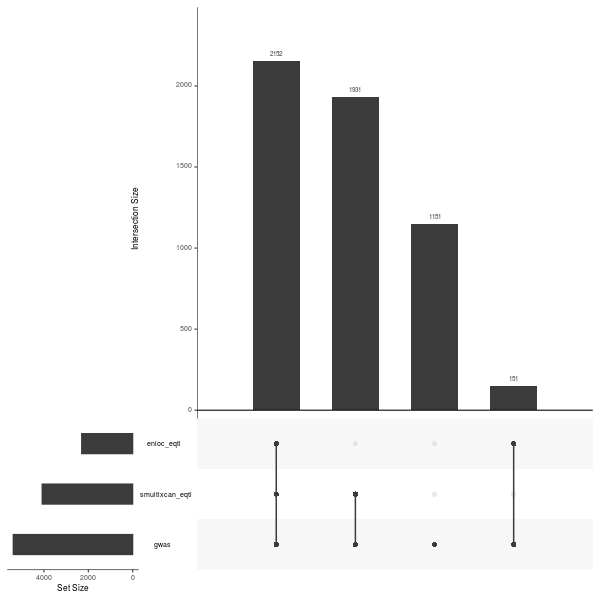 2152
1931
1151
151
2000
1500
1000
500
0
Intersection Size
enloc_eqtl
smultixcan_eqtl
gwas
4000 2000 0
Set Size